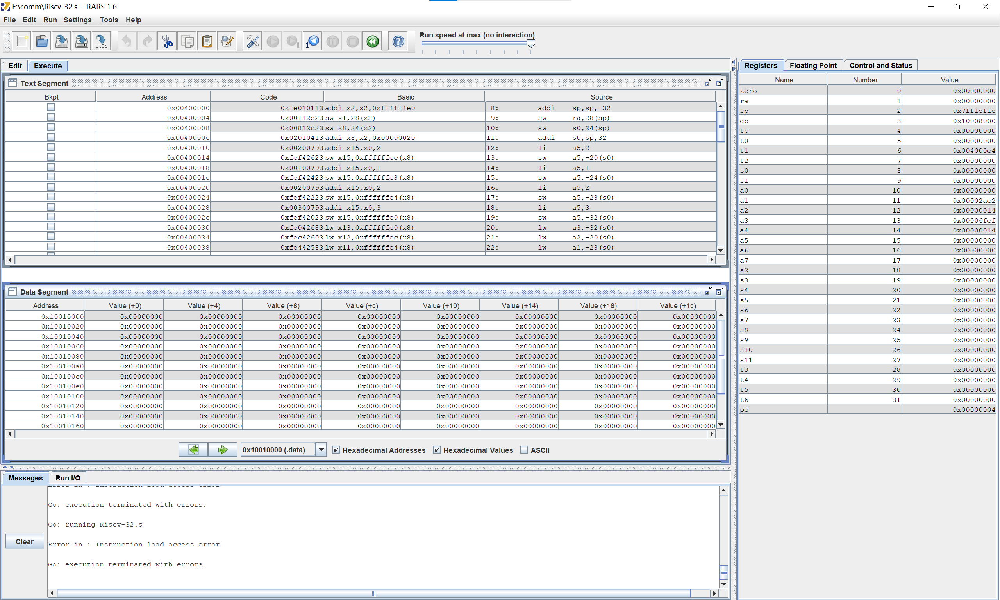 E:\comm\Riscv-32.s - RARS 1.6
File Edit Run Settings Tools Help
Run speed at max (no interaction)
Edit Execute
Text Segment
Bkpt Address Code Basic Source
0x00400000 0xfe010113 addi x2,x2,0xffffffe0 8: addi sp,sp,-32
0x00400004 0x00112e23 sw x1,28(x2) 9: sw ra,28(sp)
0x00400008 0x00812c23 sw x8,24(x2) 10: sw s0,24(sp)
0x0040000c 0x02010413 addi x8,x2,0x00000020 11: addi s0,sp,32
0x00400010 0x00200793 addi x15,x0,2 12: li a5,2
0x00400014 0xfef42623 sw x15,0xffffffec(x8) 13: sw a5,-20(s0)
0x00400018 0x00100793 addi x15,x0,1 14: li a5,1
0x0040001c 0xfef42423 sw x15,0xffffffe8(x8) 15: sw a5,-24(s0)
0x00400020 0x00200793 addi x15,x0,2 16: li a5,2
0x00400024 0xfef42223 sw x15,0xffffffe4(x8) 17: sw a5,-28(s0)
0x00400028 0x00300793 addi x15,x0,3 18: li a5,3
0x0040002c 0xfef42023 sw x15,0xffffffe0(x8) 19: sw a5,-32(s0)
0x00400030 0xfe042683 lw x13,0xffffffe0(x8) 20: lw a3,-32(s0)
0x00400034 0xfec42603 lw x12,0xffffffec(x8) 21: lw a2,-20(s0)
0x00400038 0xfe442583 lw x11,0xffffffe4(x8) 22: lw a1,-28(s0)
Data Segment
Address Value (+0) Value (+4) Value (+8) Value (+c) Value (+10) Value (+14) Value (+18) Value (+1c)
0x10010000 0x00000000 0x00000000 0x00000000 0x00000000 0x00000000 0x00000000 0x00000000 0x00000000
0x10010020 0x00000000 0x00000000 0x00000000 0x00000000 0x00000000 0x00000000 0x00000000 0x00000000
0x10010040 0x00000000 0x00000000 0x00000000 0x00000000 0x00000000 0x00000000 0x00000000 0x00000000
0x10010060 0x00000000 0x00000000 0x00000000 0x00000000 0x00000000 0x00000000 0x00000000 0x00000000
0x10010080 0x00000000 0x00000000 0x00000000 0x00000000 0x00000000 0x00000000 0x00000000 0x00000000
0x100100a0 0x00000000 0x00000000 0x00000000 0x00000000 0x00000000 0x00000000 0x00000000 0x00000000
0x100100c0 0x00000000 0x00000000 0x00000000 0x00000000 0x00000000 0x00000000 0x00000000 0x00000000
0x100100e0 0x00000000 0x00000000 0x00000000 0x00000000 0x00000000 0x00000000 0x00000000 0x00000000
0x10010100 0x00000000 0x00000000 0x00000000 0x00000000 0x00000000 0x00000000 0x00000000 0x00000000
0x10010120 0x00000000 0x00000000 0x00000000 0x00000000 0x00000000 0x00000000 0x00000000 0x00000000
0x10010140 0x00000000 0x00000000 0x00000000 0x00000000 0x00000000 0x00000000 0x00000000 0x00000000
0x10010160 0x00000000 0x00000000 0x00000000 0x00000000 0x00000000 0x00000000 0x00000000 0x00000000
0x10010000 (.data) Hexadecimal Addresses Hexadecimal Values ASCII
Messages Run I/O
Error in : Instruction load access error
Go: execution terminated with errors.
Go: running Riscv-32.s
Error in : Instruction load access error
Go: execution terminated with errors.
Clear
Registers Floating Point Control and Status
Name Number Value
zero 0 0x00000000
ra 1 0x00000000
sp 2 0x7fffeffc
gp 3 0x10008000
tp 4 0x00000000
t0 5 0x00000000
t1 6 0x004000e4
t2 7 0x00000000
s0 8 0x00000000
s1 9 0x00000000
a0 10 0x00000000
a1 11 0x00002ac2
a2 12 0x00000014
a3 13 0x00006fef
a4 14 0x00000014
a5 15 0x00000000
a6 16 0x00000000
a7 17 0x00000000
s2 18 0x00000000
s3 19 0x00000000
s4 20 0x00000000
s5 21 0x00000000
s6 22 0x00000000
s7 23 0x00000000
s8 24 0x00000000
s9 25 0x00000000
s10 26 0x00000000
s11 27 0x00000000
t3 28 0x00000000
t4 29 0x00000000
t5 30 0x00000000
t6 31 0x00000000
pc 0x00000004